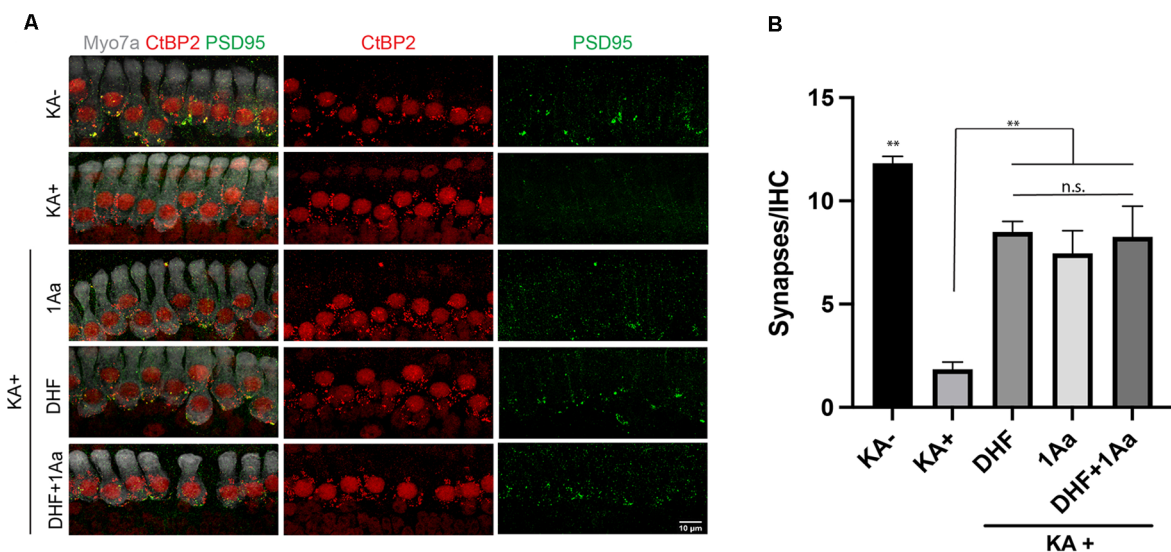 A
Myo7a CtBP2 PSD95
CtBP2
PSD95
KA-
KA+
KA+
1Aa
DHF
DHF+1Aa
10 µm
B
Synapses/IHC
15
10
5
0
**
**
n.s.
KA-
KA+
DHF
1Aa
DHF+1Aa
KA +